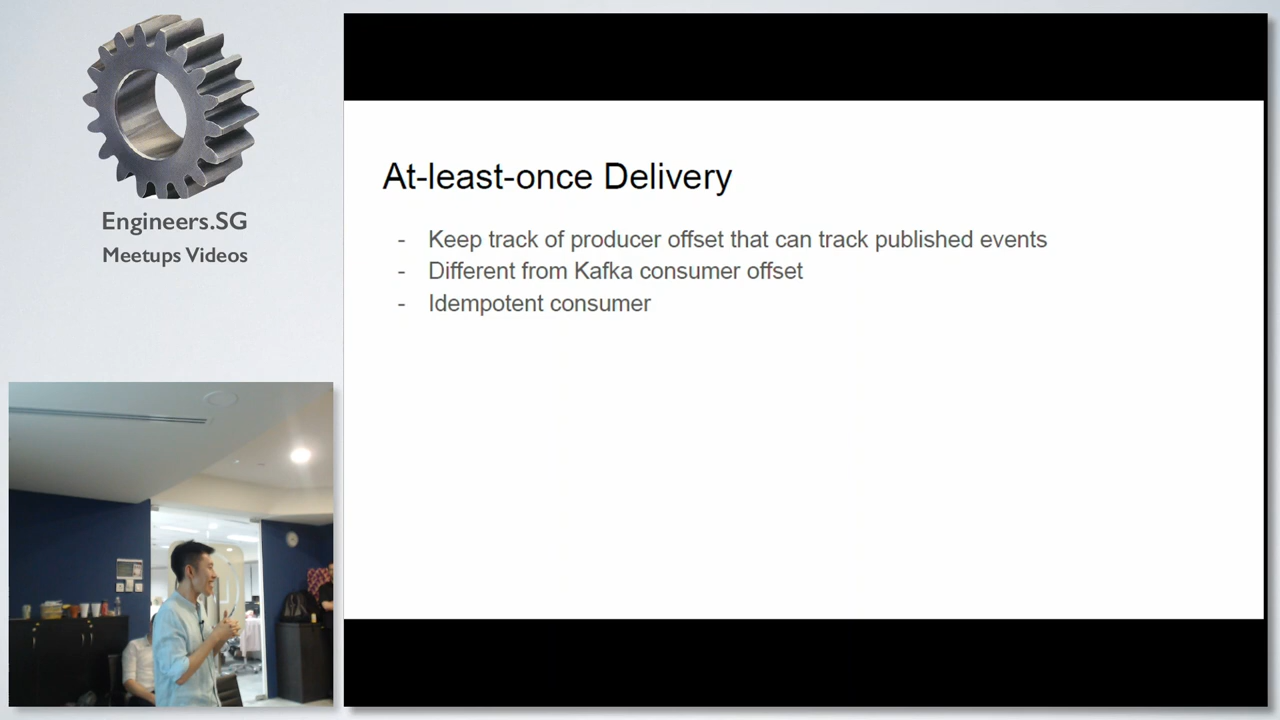 Engineers.SG
Meetups Videos
At-least-once Delivery
- Keep track of producer offset that can track published events
- Different from Kafka consumer offset
- Idempotent consumer